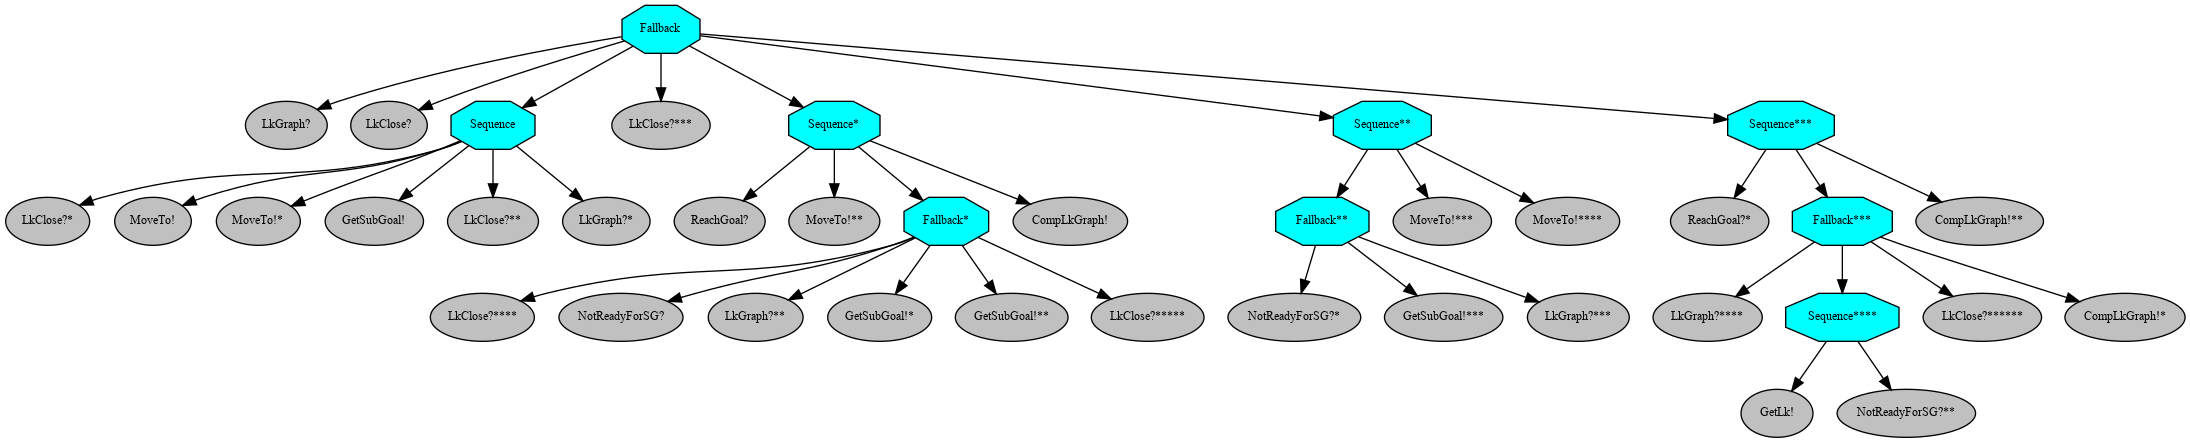 Fallback
LkGraph?
LkClose?
Sequence
LkClose?***
Sequence*
Sequence**
Sequence***
LkClose?*
MoveTo!
MoveTo!*
GetSubGoal!
LkClose?**
LkGraph?*
ReachGoal?
MoveTo!**
Fallback*
CompLkGraph!
Fallback**
MoveTo!***
MoveTo!****
ReachGoal?*
Fallback***
CompLkGraph!**
LkClose?****
NotReadyForSG?
LkGraph?**
GetSubGoal!*
GetSubGoal!**
LkClose?*****
NotReadyForSG?*
GetSubGoal!***
LkGraph?***
LkGraph?****
Sequence****
LkClose?******
CompLkGraph!*
GetLk!
NotReadyForSG?**